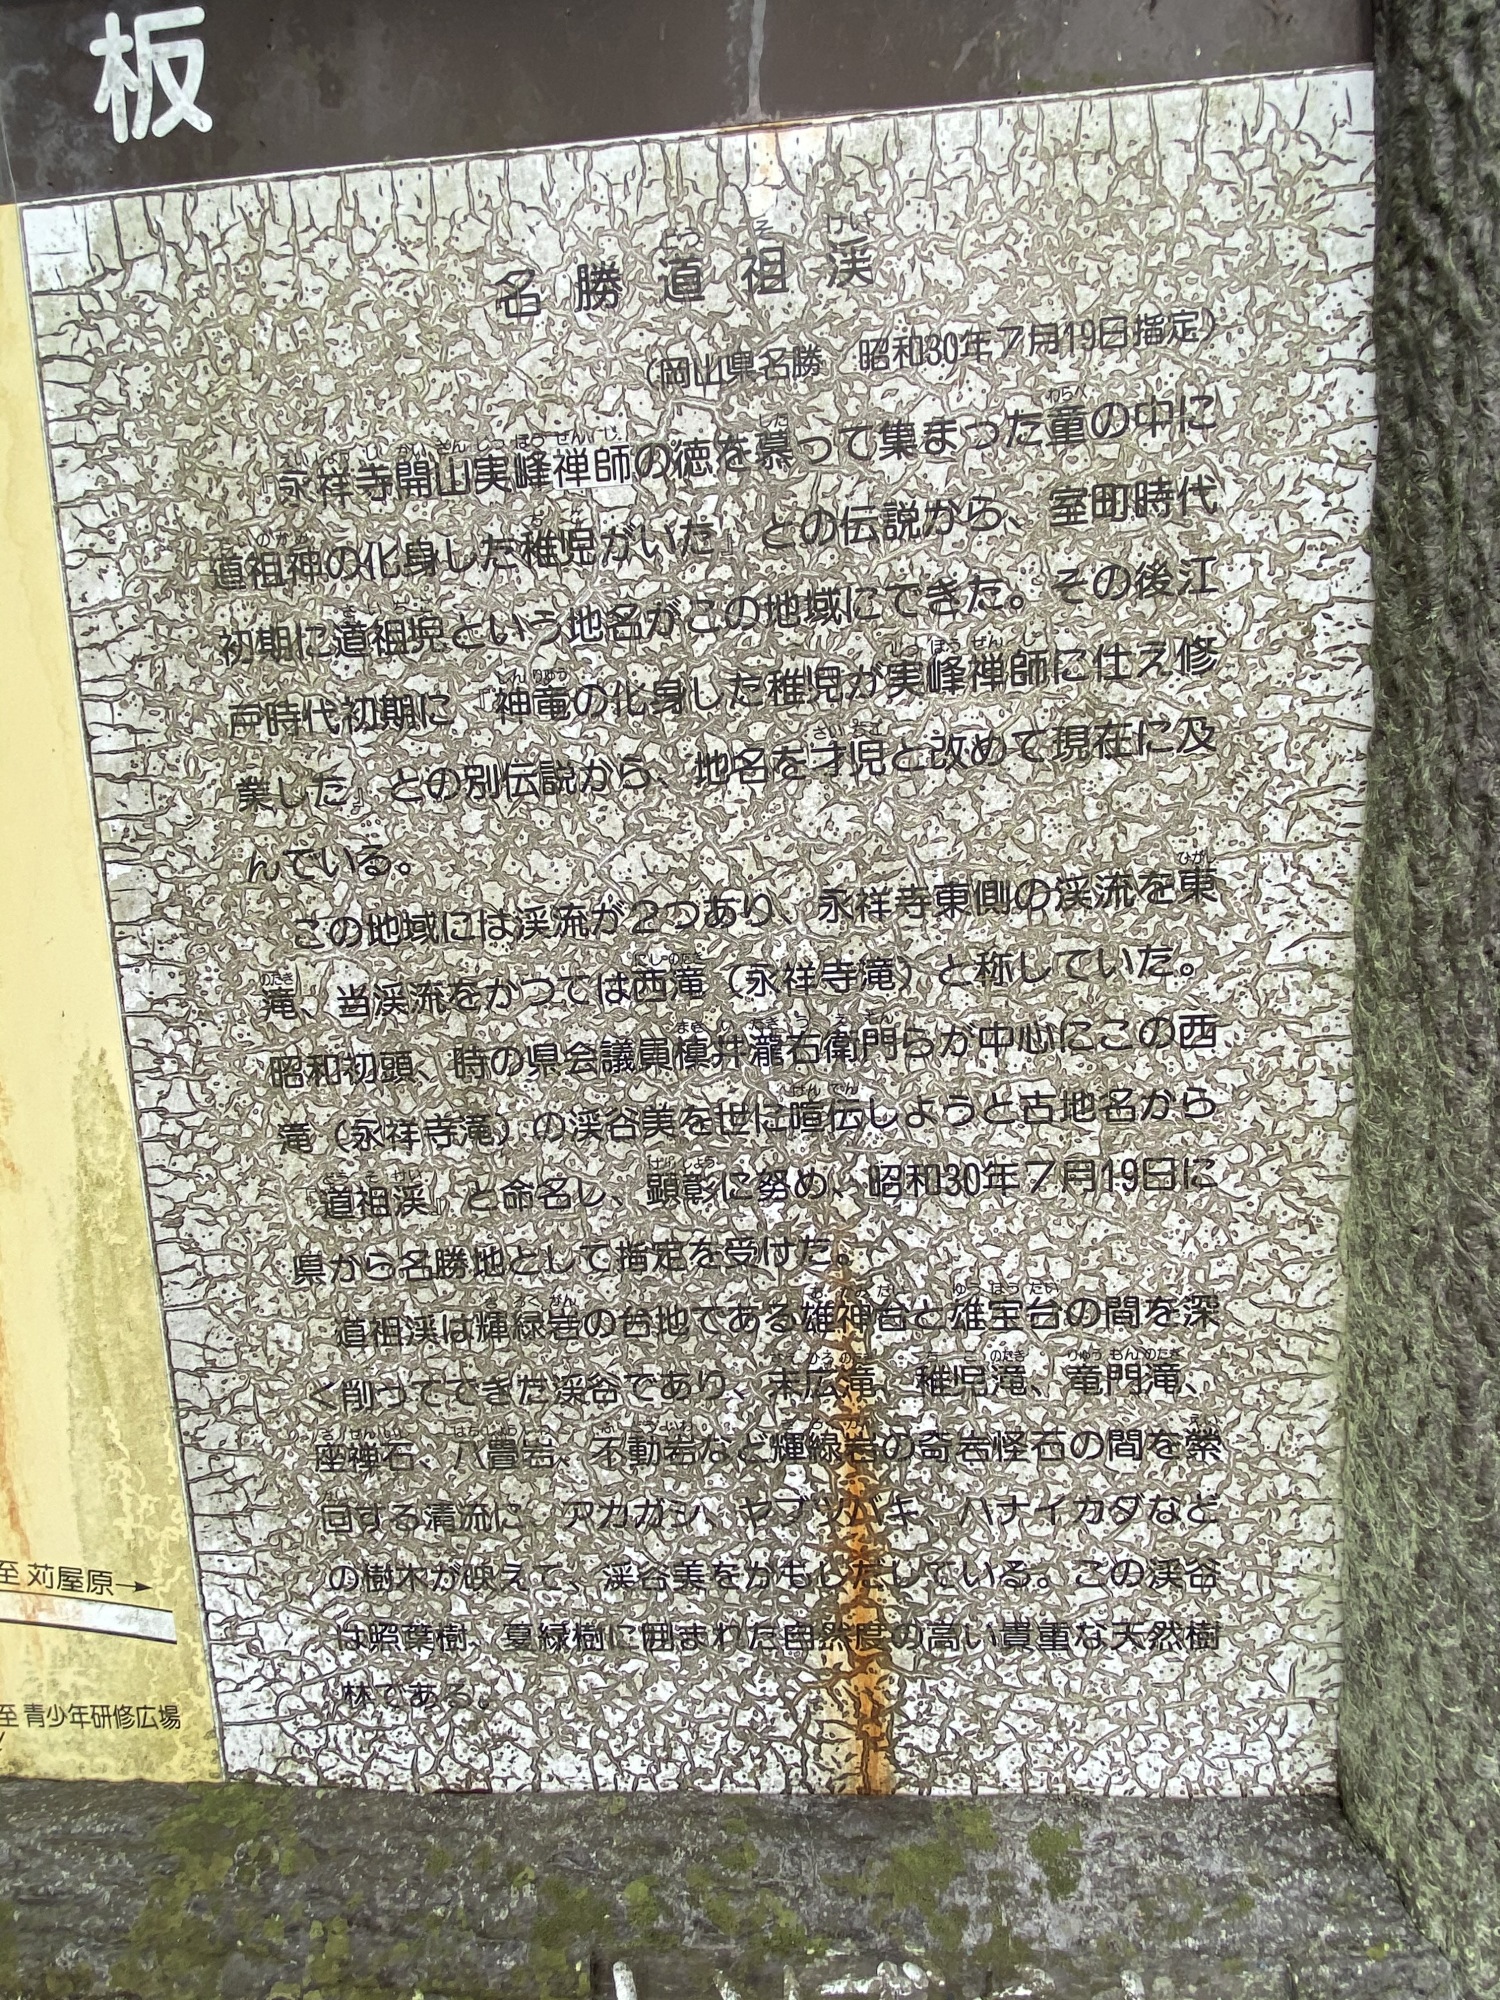 板
名勝道祖渓
（岡山県名勝　昭和30年7月19日指定）
『永祥寺開山実峰禅師の徳を慕って集まった童の中に
道祖神の化身した稚児がいた』との伝説から、室町時代
初期に道祖児という地名がこの地域にできた。その後江
戸時代初期に『神竜の化身した稚児が実峰禅師に仕え修
業した』との別伝説から、地名を才児と改めて現在に及
んでいる。
この地域には渓流が2つあり、永祥寺東側の渓流を東
滝、当渓流をかつては西滝（永祥寺滝）と称していた。
昭和初頭、時の県会議員槙井瀧右衛門らが中心にこの西
滝（永祥寺滝）の渓谷美を世に喧伝しようと古地名から
『道祖渓』と命名し、顕彰に努め、昭和30年7月19日に
県から名勝地として指定を受けた。
道祖渓は輝緑岩の台地である雄神台と雄宝台の間を深
く削ってできた渓谷であり、末広滝、稚児滝、竜門滝、
座禅石、八畳岩、不動岩など輝緑岩の奇岩怪石の間を縈
回する清流に、アカガシ、ヤブツバキ、ハナイカダなど
の樹木が映えて、渓谷美をかもしだしている。この渓谷
は照葉樹、夏緑樹に囲まれた自然度の高い貴重な天然樹
林である。
至 苅屋原→
至 青少年研修広場